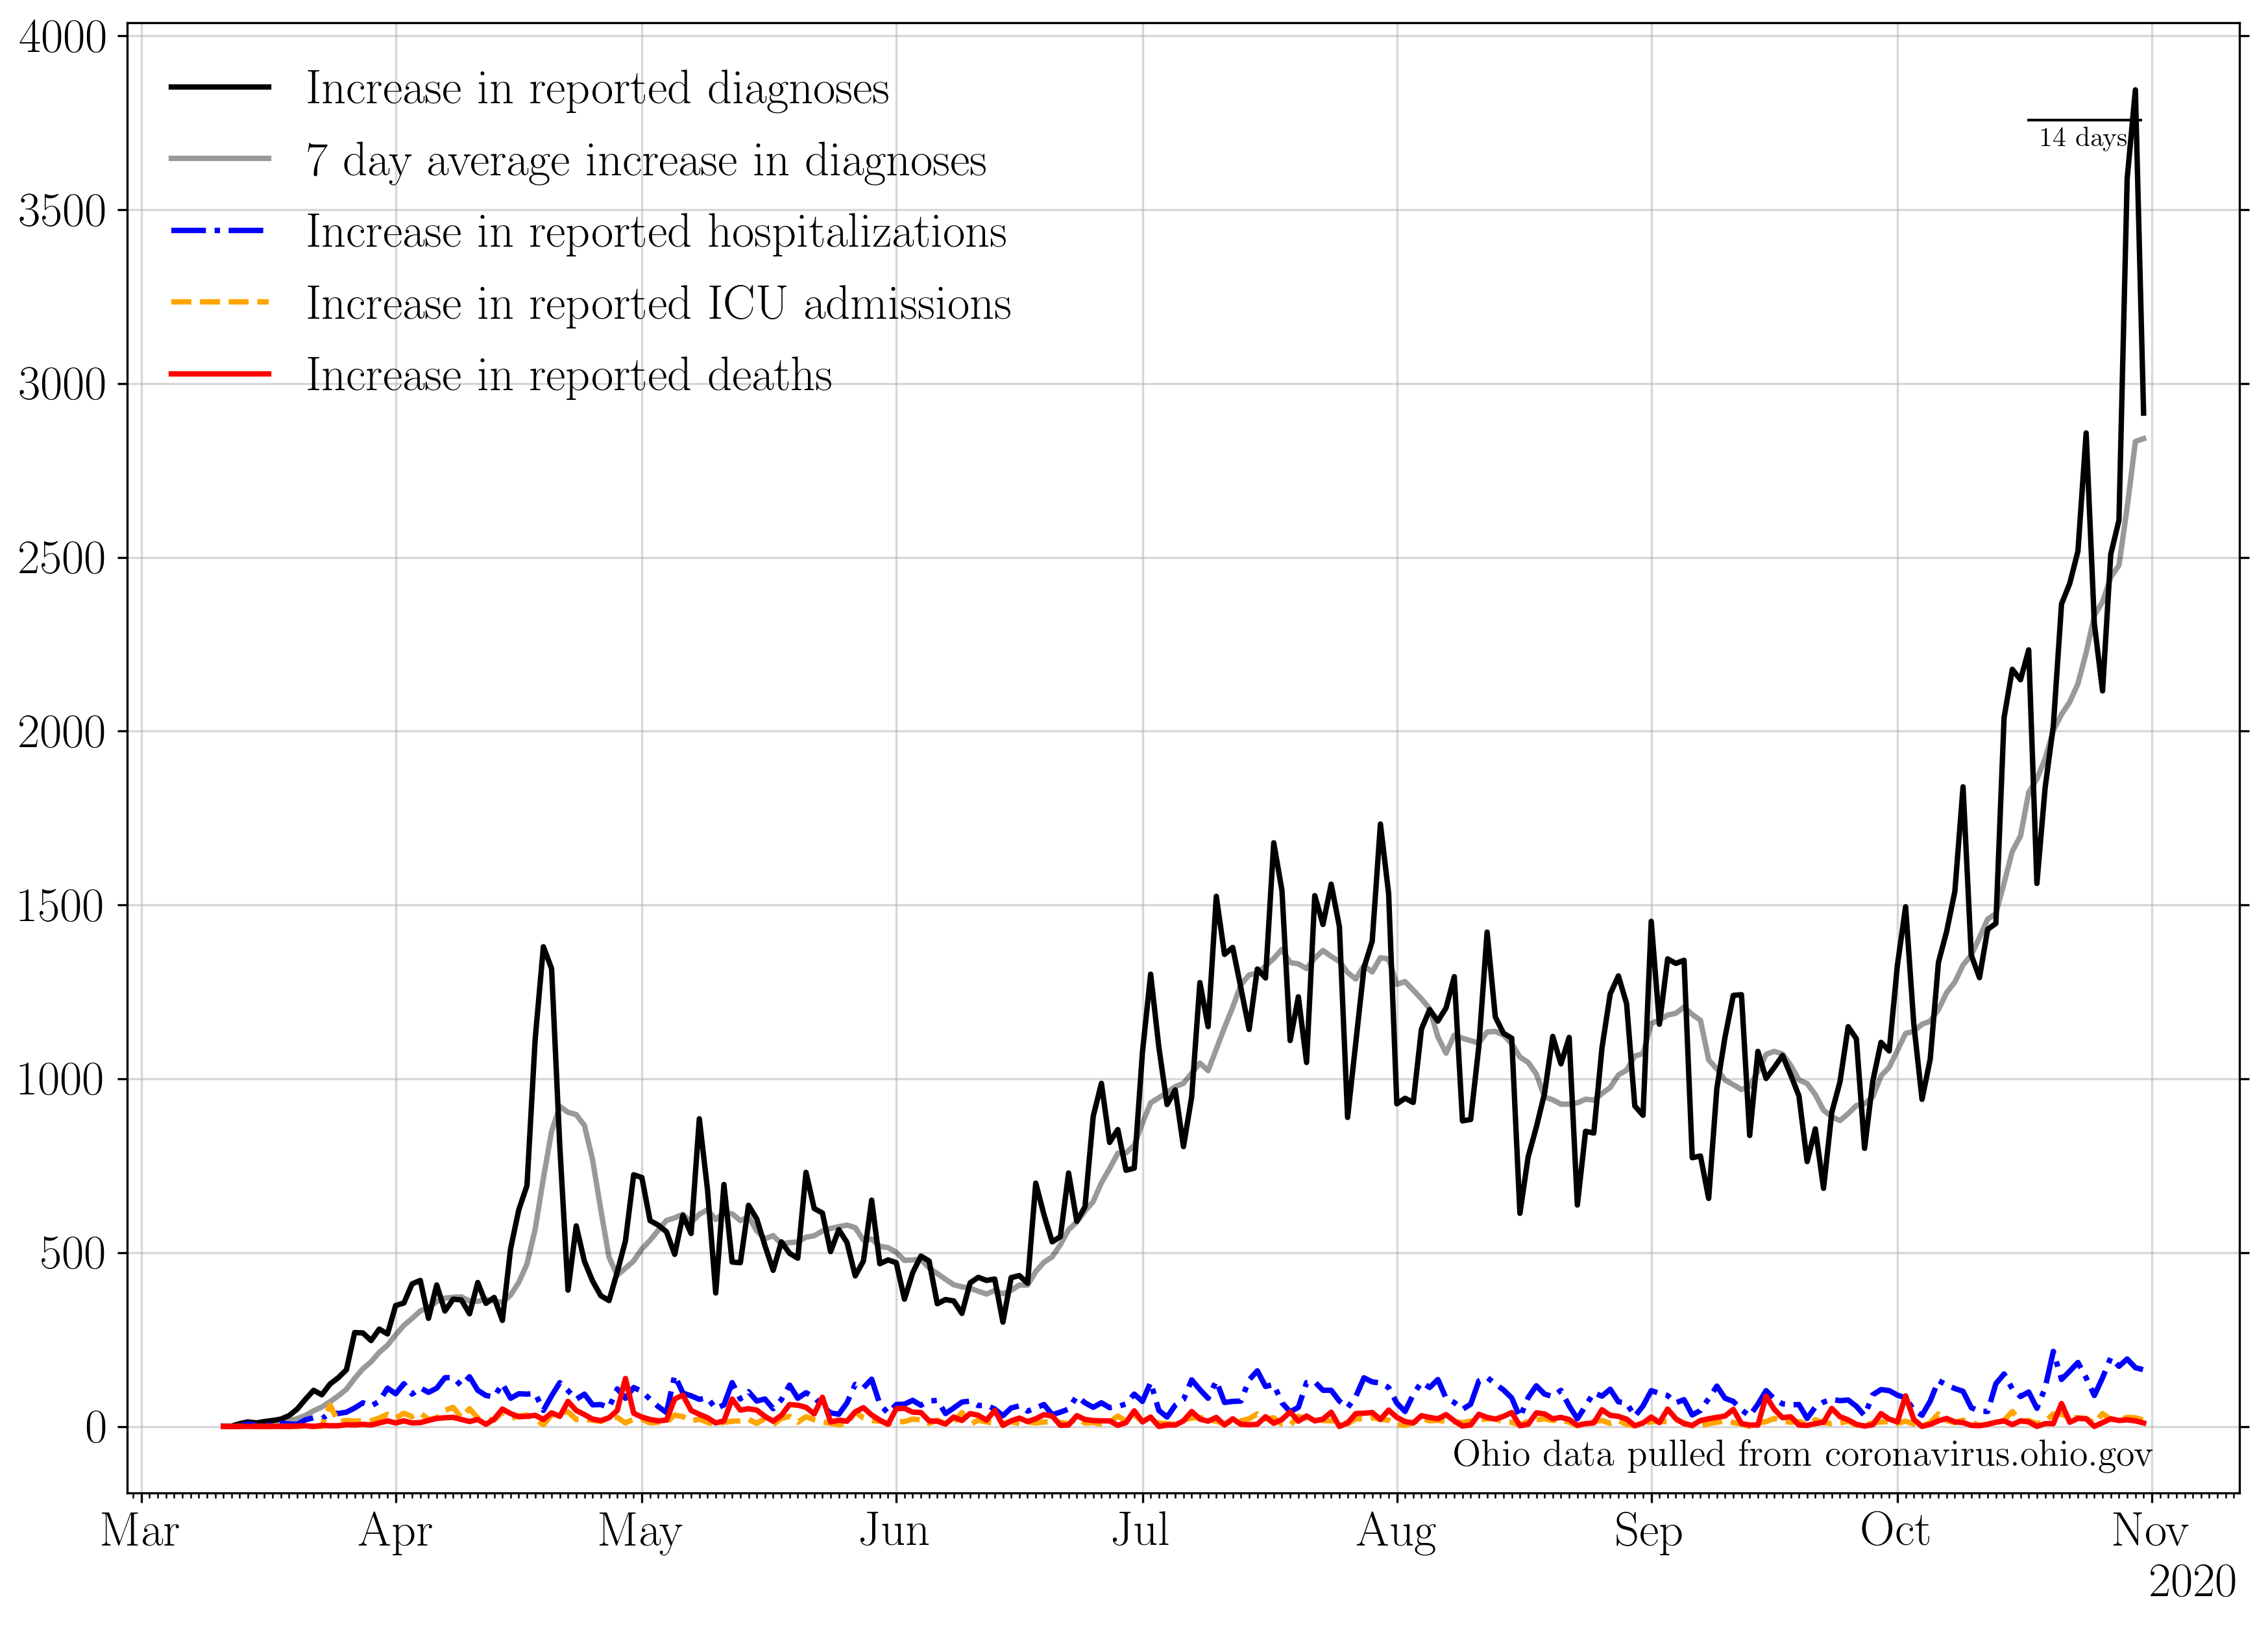 4000
3500
3000
2500
2000
1500
1000
500
0
Increase in reported diagnoses
7 day average increase in diagnoses
Increase in reported hospitalizations
Increase in reported ICU admissions
Increase in reported deaths
14 days
Ohio data pulled from coronavirus.ohio.gov
Mar Apr May Jun Jul Aug Sep Oct Nov
2020